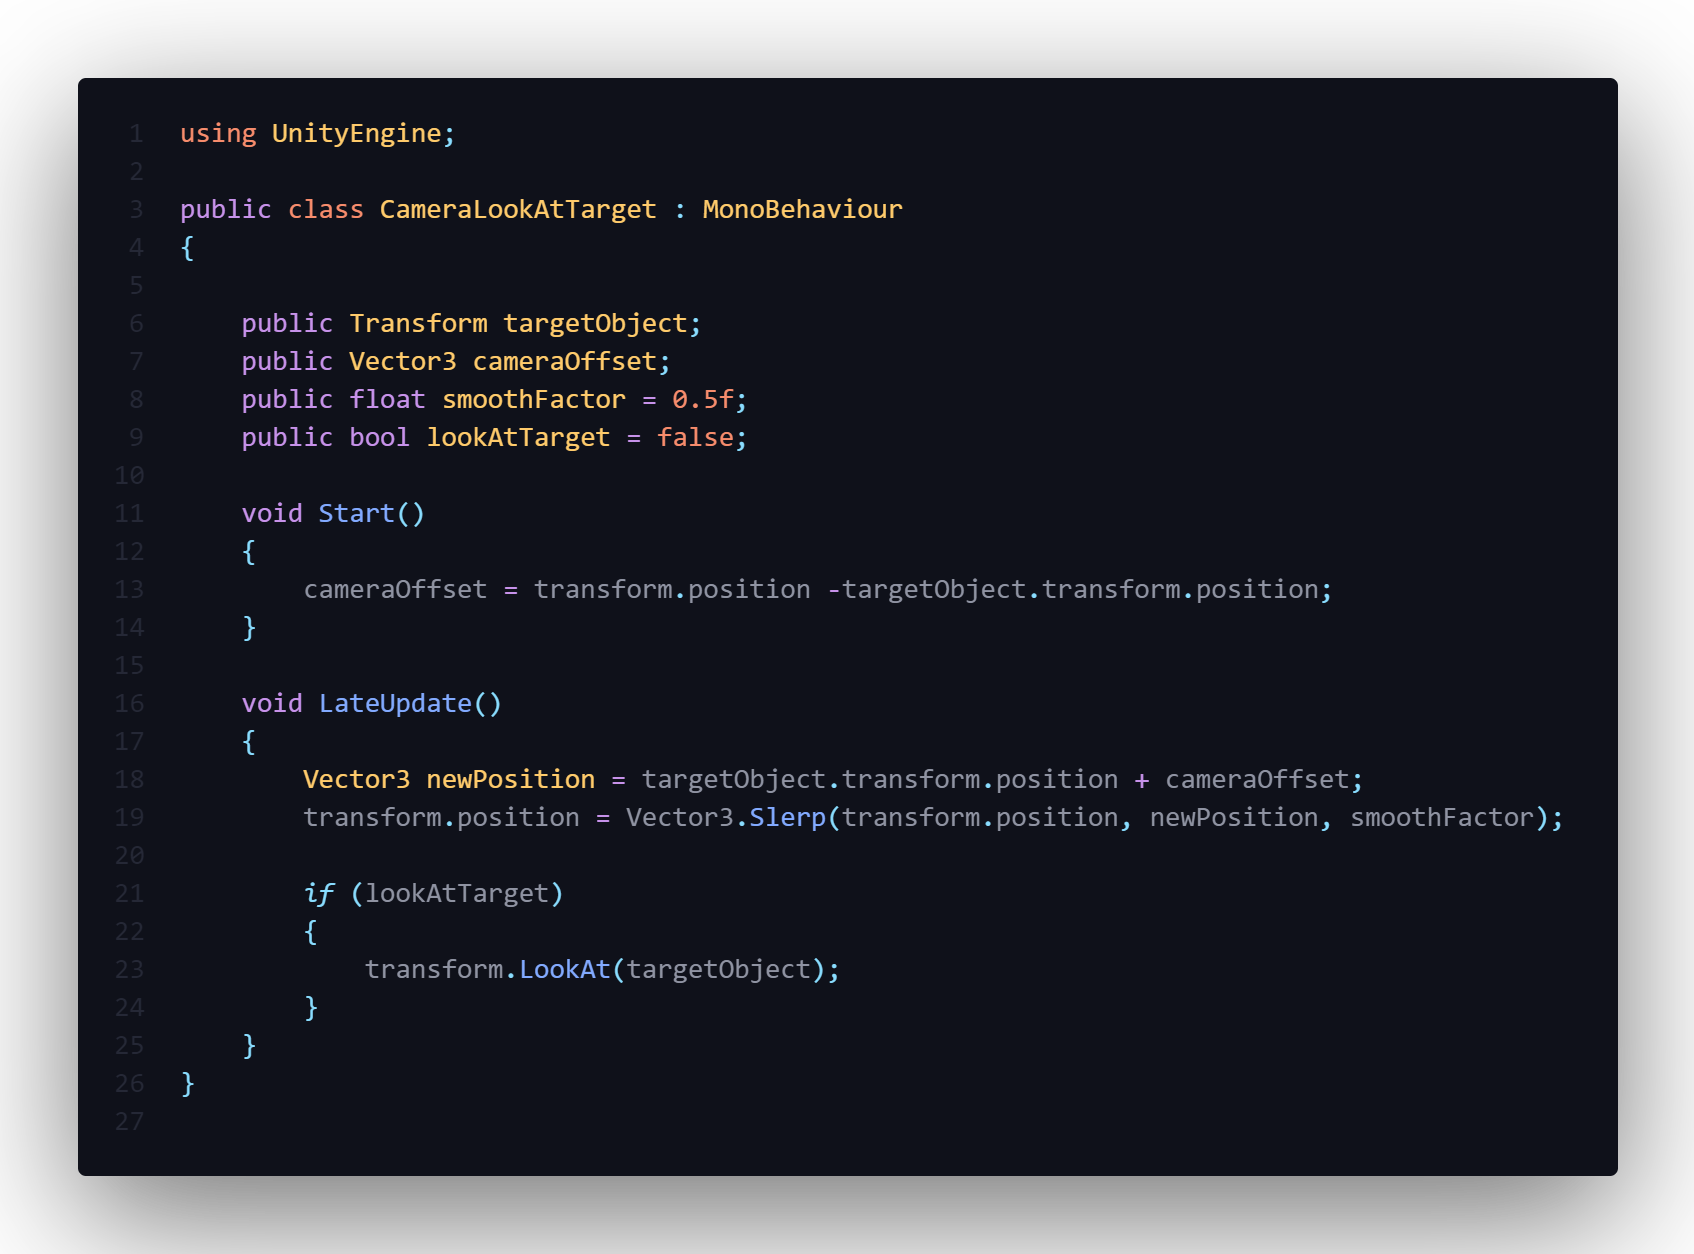 1 using UnityEngine;
2
3 public class CameraLookAtTarget : MonoBehaviour
4 {
5
6     public Transform targetObject;
7     public Vector3 cameraOffset;
8     public float smoothFactor = 0.5f;
9     public bool lookAtTarget = false;
10
11     void Start()
12     {
13         cameraOffset = transform.position -targetObject.transform.position;
14     }
15
16     void LateUpdate()
17     {
18         Vector3 newPosition = targetObject.transform.position + cameraOffset;
19         transform.position = Vector3.Slerp(transform.position, newPosition, smoothFactor);
20
21         if (lookAtTarget)
22         {
23             transform.LookAt(targetObject);
24         }
25     }
26 }
27